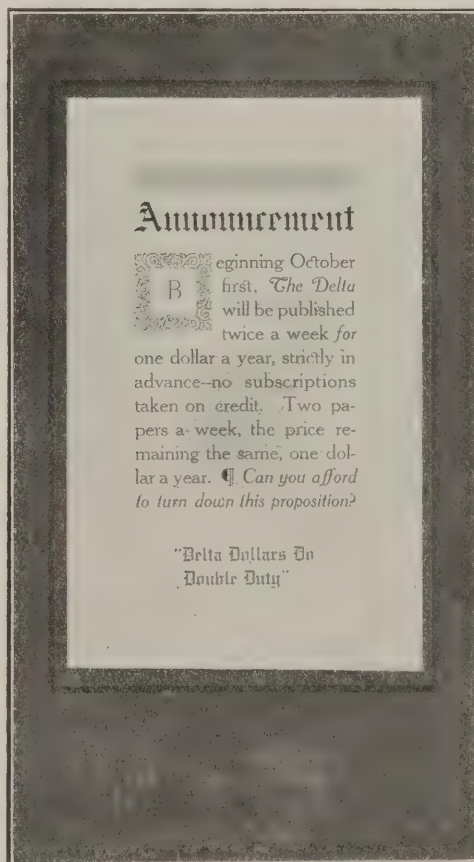 Announcement
Beginning October
first, The Delta
will be published
twice a week for
one dollar a year, strictly in
advance--no subscriptions
taken on credit. Two pa-
pers a week, the price re-
maining the same, one dol-
lar a year. ¶ Can you afford
to turn down this proposition?
"Delta Dollars Do
Double Duty"